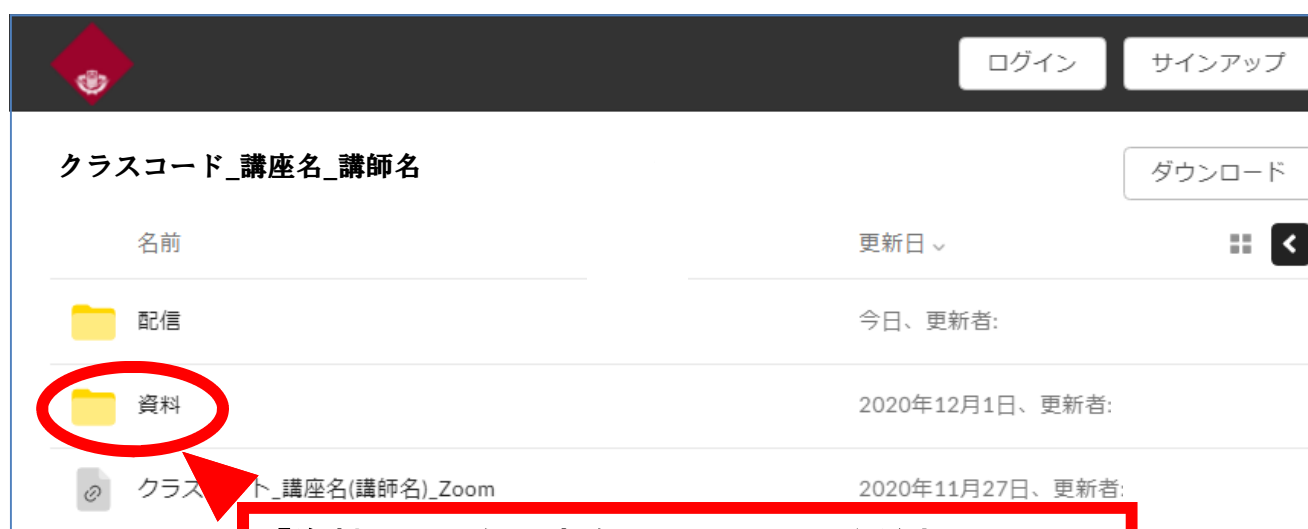 ログイン サインアップ
クラスコード_講座名_講師名
ダウンロード
名前 更新日
配信 今日、更新者:
資料 2020年12月1日、更新者:
クラス ト_講座名(講師名)_Zoom 2020年11月27日、更新者: